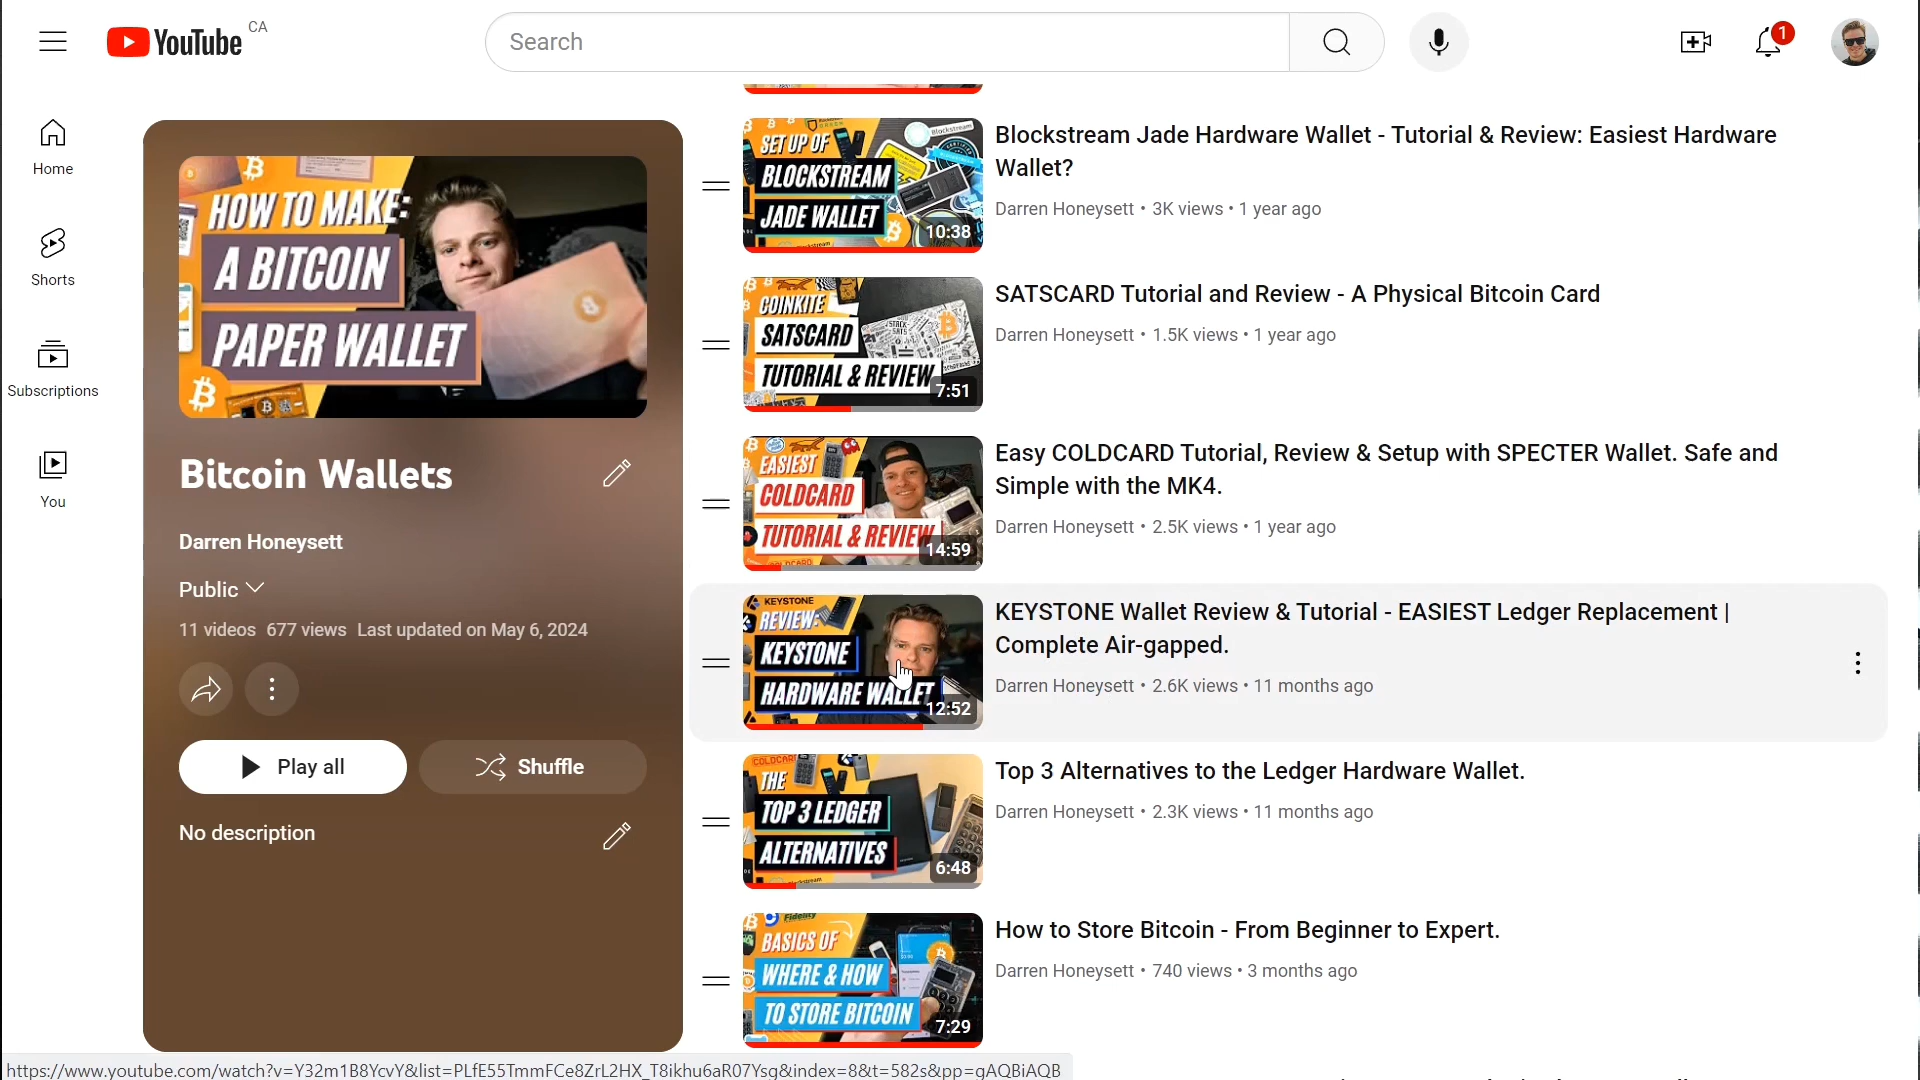 YouTube CA
Search
1
Home
Shorts
Subscriptions
You
HOW TO MAKE:
A BITCOIN
PAPER WALLET
Bitcoin Wallets
Darren Honeysett
Public
11 videos 677 views Last updated on May 6, 2024
Play all
Shuffle
No description
SET UP OF
BLOCKSTREAM
JADE WALLET
Blockstream
10:38
Blockstream Jade Hardware Wallet - Tutorial & Review: Easiest Hardware
Wallet?
Darren Honeysett • 3K views • 1 year ago
COINKITE
SATSCARD
TUTORIAL & REVIEW
7:51
SATSCARD Tutorial and Review - A Physical Bitcoin Card
Darren Honeysett • 1.5K views • 1 year ago
EASIEST
COLDCARD
TUTORIAL & REVIEW
14:59
Easy COLDCARD Tutorial, Review & Setup with SPECTER Wallet. Safe and
Simple with the MK4.
Darren Honeysett • 2.5K views • 1 year ago
KEYSTONE
REVIEW:
KEYSTONE
HARDWARE WALLET
12:52
KEYSTONE Wallet Review & Tutorial - EASIEST Ledger Replacement |
Complete Air-gapped.
Darren Honeysett • 2.6K views • 11 months ago
COLDCARD
THE
TOP 3 LEDGER
ALTERNATIVES
6:48
Top 3 Alternatives to the Ledger Hardware Wallet.
Darren Honeysett • 2.3K views • 11 months ago
Fidelity
BASICS OF
WHERE & HOW
TO STORE BITCOIN
7:29
How to Store Bitcoin - From Beginner to Expert.
Darren Honeysett • 740 views • 3 months ago
https://www.youtube.com/watch?v=Y32m1B8YcvY&list=PLfE55TmmFCe8ZrL2HX_T8ikhu6aR07Ysg&index=8&t=582s&pp=gAQBiAQB